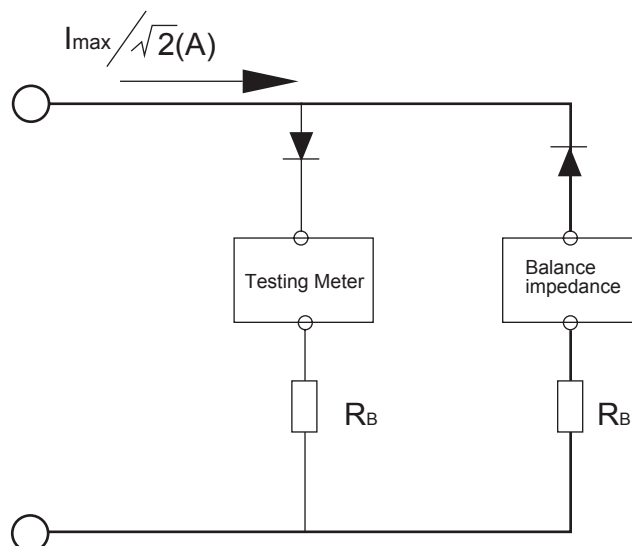 Imax/√2(A)
Testing Meter
Balance
impedance
RB
RB